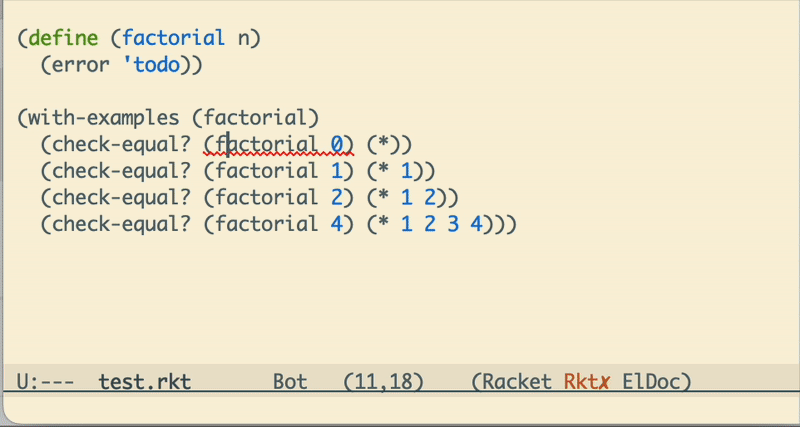 (define (factorial n)
  (error 'todo))
(with-examples (factorial)
  (check-equal? (factorial 0) (*))
  (check-equal? (factorial 1) (* 1))
  (check-equal? (factorial 2) (* 1 2))
  (check-equal? (factorial 4) (* 1 2 3 4)))
U:---  test.rkt       Bot   (11,18)    (Racket Rkt✗ ElDoc)